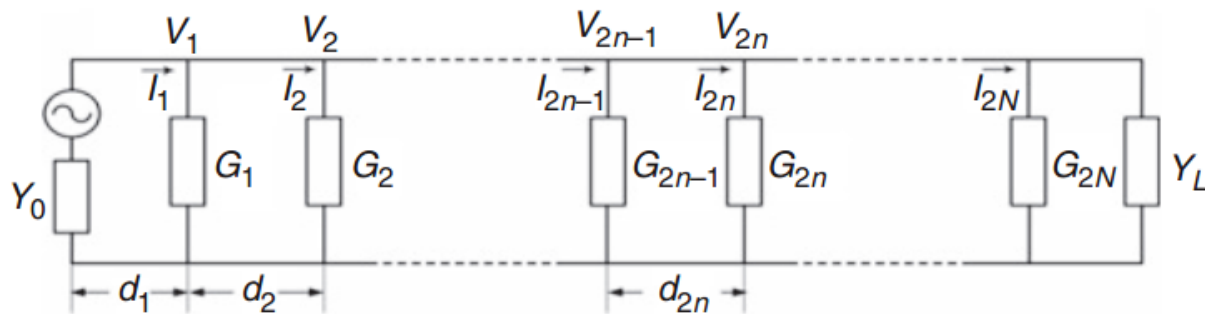 V₁ V₂ V₂ₙ₋₁ V₂ₙ
I₁ I₂ I₂ₙ₋₁ I₂ₙ I₂N
Y₀ G₁ G₂ G₂ₙ₋₁ G₂ₙ G₂N Y_L
d₁ d₂ d₂ₙ